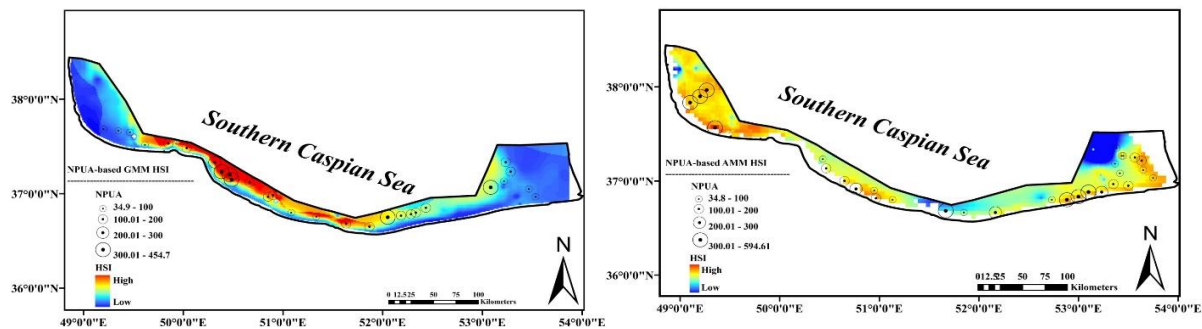 38°0'0"N
37°0'0"N
36°0'0"N
Southern Caspian Sea
NPUA-based GMM HSI
NPUA
34.9 - 100
100.01 - 200
200.01 - 300
300.01 - 454.7
HSI
High
Low
N
0 12.5 25 50 75 100
Kilometers
49°0'0"E 50°0'0"E 51°0'0"E 52°0'0"E 53°0'0"E 54°0'0"E
38°0'0"N
37°0'0"N
36°0'0"N
Southern Caspian Sea
NPUA-based AMM HSI
NPUA
34.8 - 100
100.01 - 200
200.01 - 300
300.01 - 594.61
HSI
High
Low
N
0 12.5 25 50 75 100
Kilometers
49°0'0"E 50°0'0"E 51°0'0"E 52°0'0"E 53°0'0"E 54°0'0"E